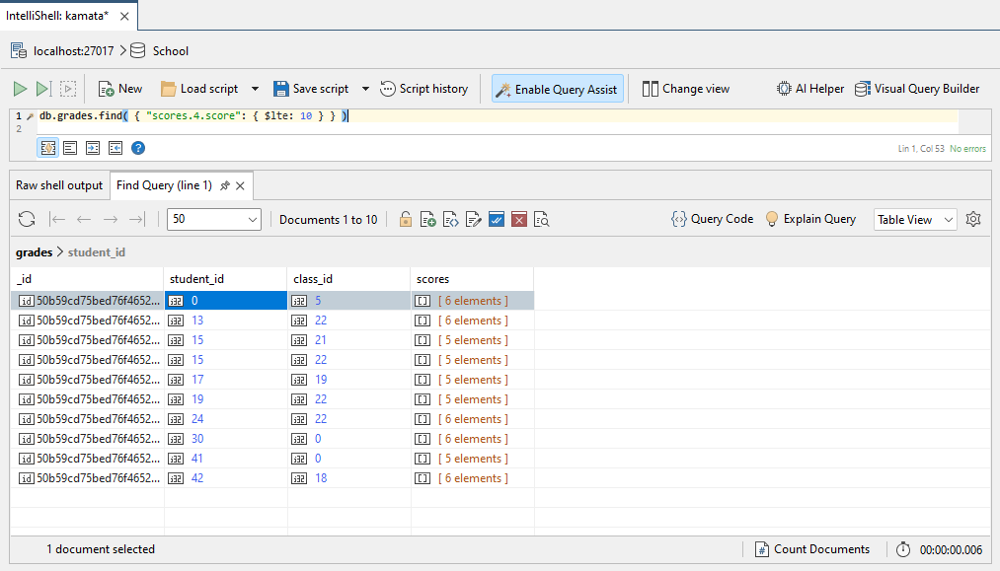 IntelliShell: kamata*
localhost:27017 School
New Load script Save script Script history Enable Query Assist Change view AI Helper Visual Query Builder
1 db.grades.find( { "scores.4.score": { $lte: 10 } } )
2
Lin 1, Col 53 No errors
Raw shell output Find Query (line 1)
50 Documents 1 to 10 Query Code Explain Query Table View
grades > student_id
_id student_id class_id scores
50b59cd75bed76f4652... 0 5 [ 6 elements ]
50b59cd75bed76f4652... 13 22 [ 6 elements ]
50b59cd75bed76f4652... 15 21 [ 5 elements ]
50b59cd75bed76f4652... 15 22 [ 5 elements ]
50b59cd75bed76f4652... 17 19 [ 5 elements ]
50b59cd75bed76f4652... 19 22 [ 5 elements ]
50b59cd75bed76f4652... 24 22 [ 6 elements ]
50b59cd75bed76f4652... 30 0 [ 6 elements ]
50b59cd75bed76f4652... 41 0 [ 5 elements ]
50b59cd75bed76f4652... 42 18 [ 6 elements ]
1 document selected Count Documents 00:00:00.006